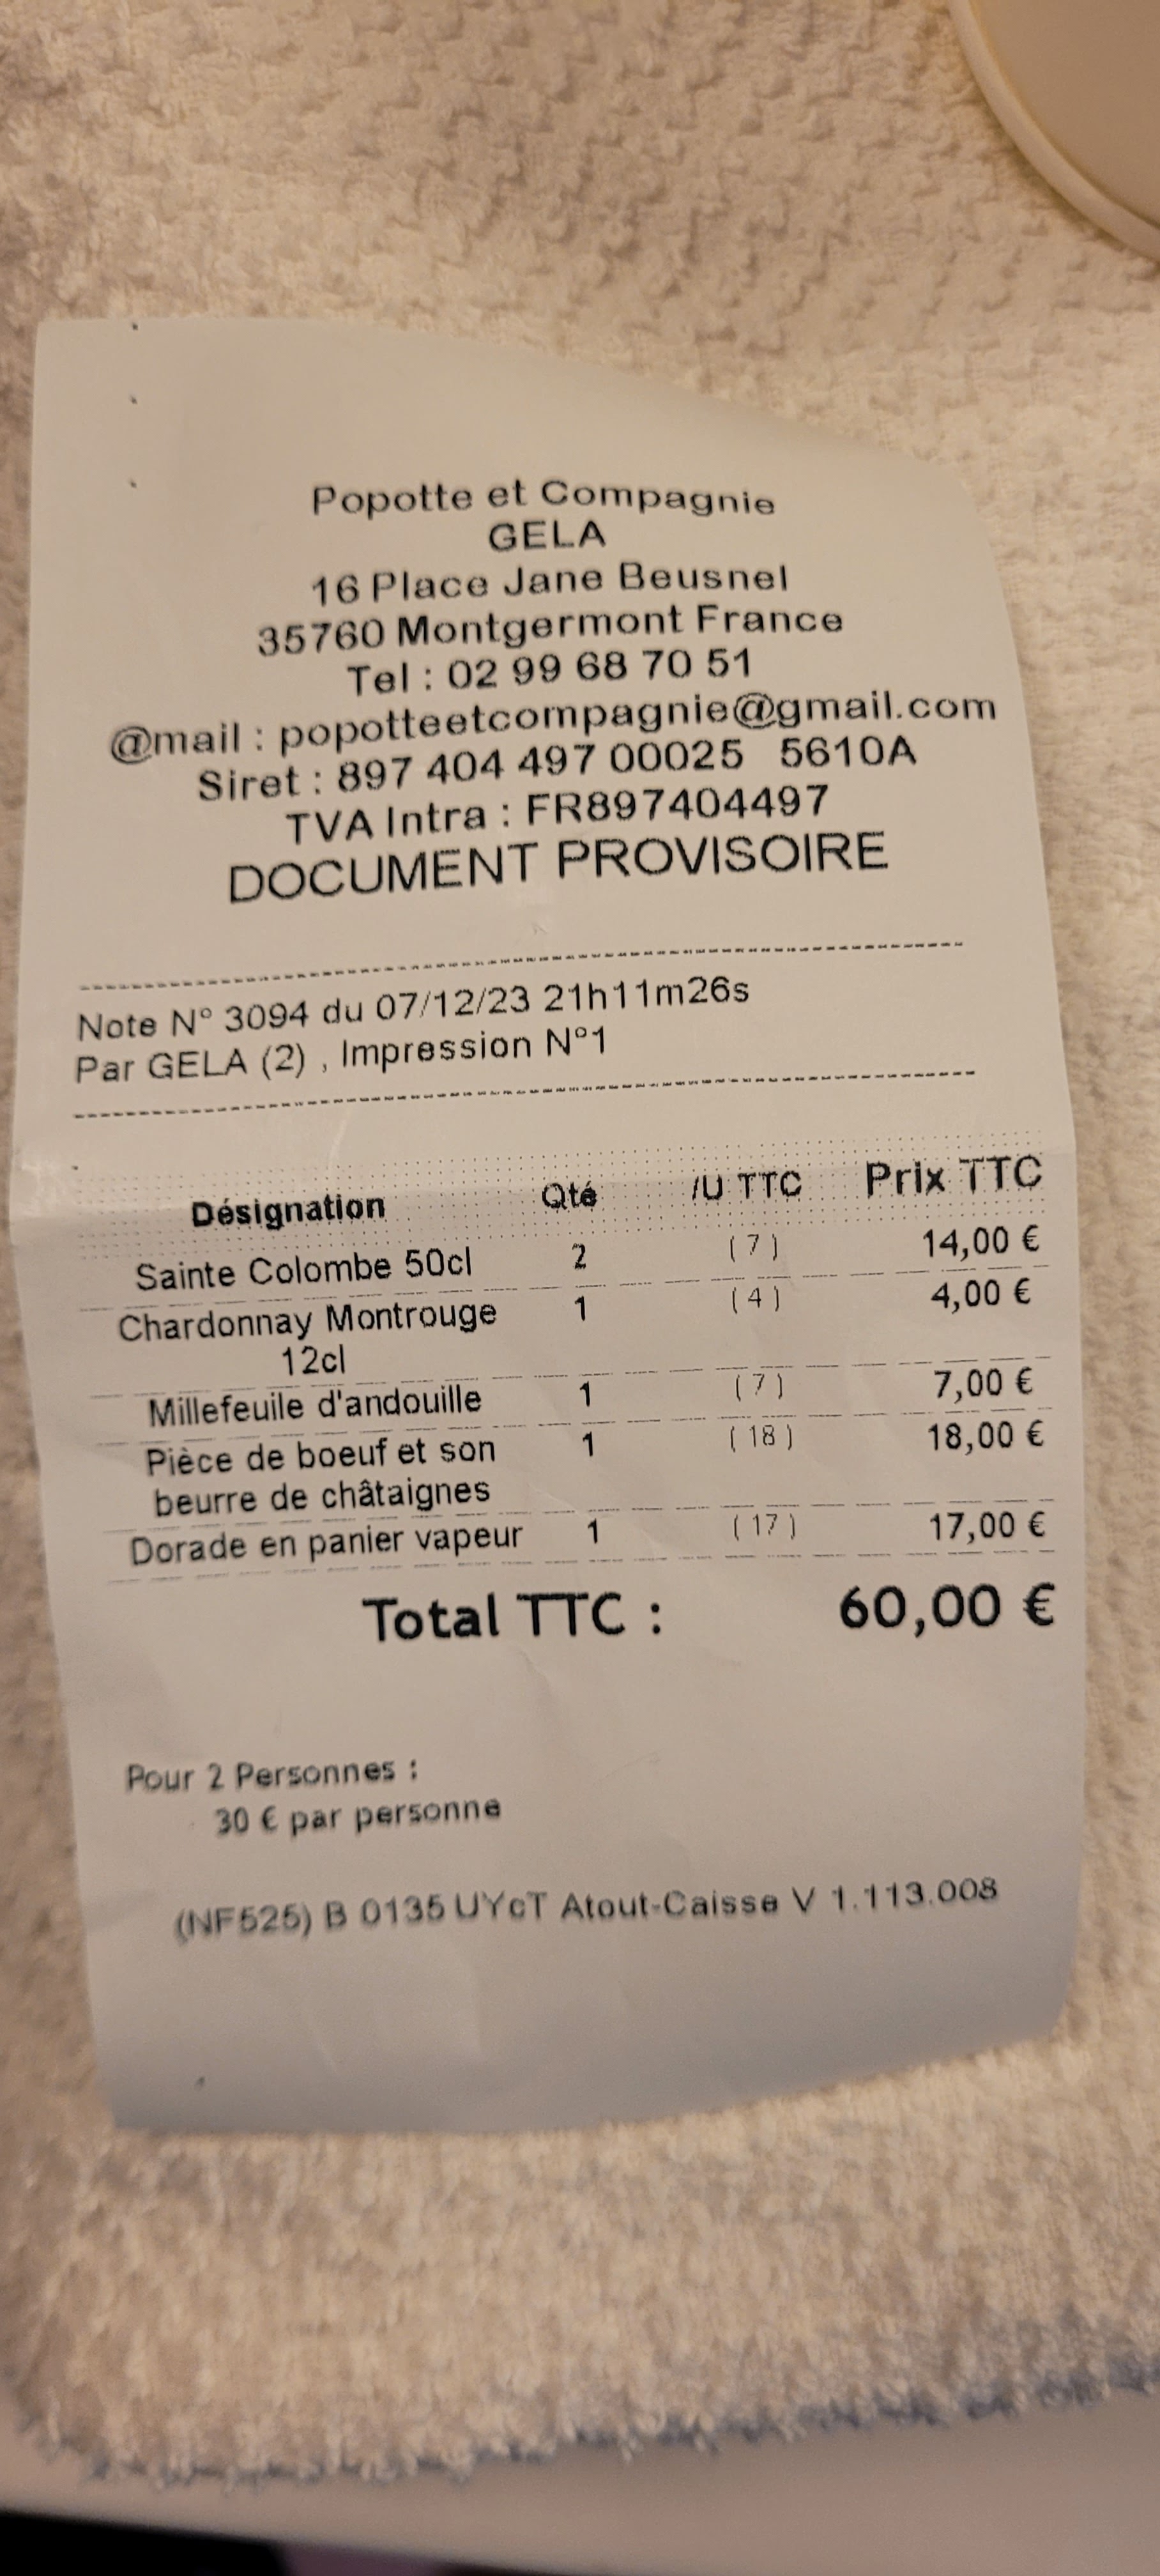 Popotte et Compagnie
GELA
16 Place Jane Beusnel
35760 Montgermont France
Tel : 02 99 68 70 51
@mail : popotteetcompagnie@gmail.com
Siret : 897 404 497 00025 5610A
TVA Intra : FR897404497
DOCUMENT PROVISOIRE
Note N° 3094 du 07/12/23 21h11m26s
Par GELA (2) , Impression N°1
Désignation Qté /U TTC Prix TTC
Sainte Colombe 50cl 2 ( 7 ) 14,00 €
Chardonnay Montrouge 1 ( 4 ) 4,00 €
12cl
Millefeuile d'andouille 1 ( 7 ) 7,00 €
Pièce de boeuf et son 1 ( 18 ) 18,00 €
beurre de châtaignes
Dorade en panier vapeur 1 ( 17 ) 17,00 €
Total TTC : 60,00 €
Pour 2 Personnes :
30 € par personne
(NF525) B 0135 UYcT Atout-Caisse V 1.113.008